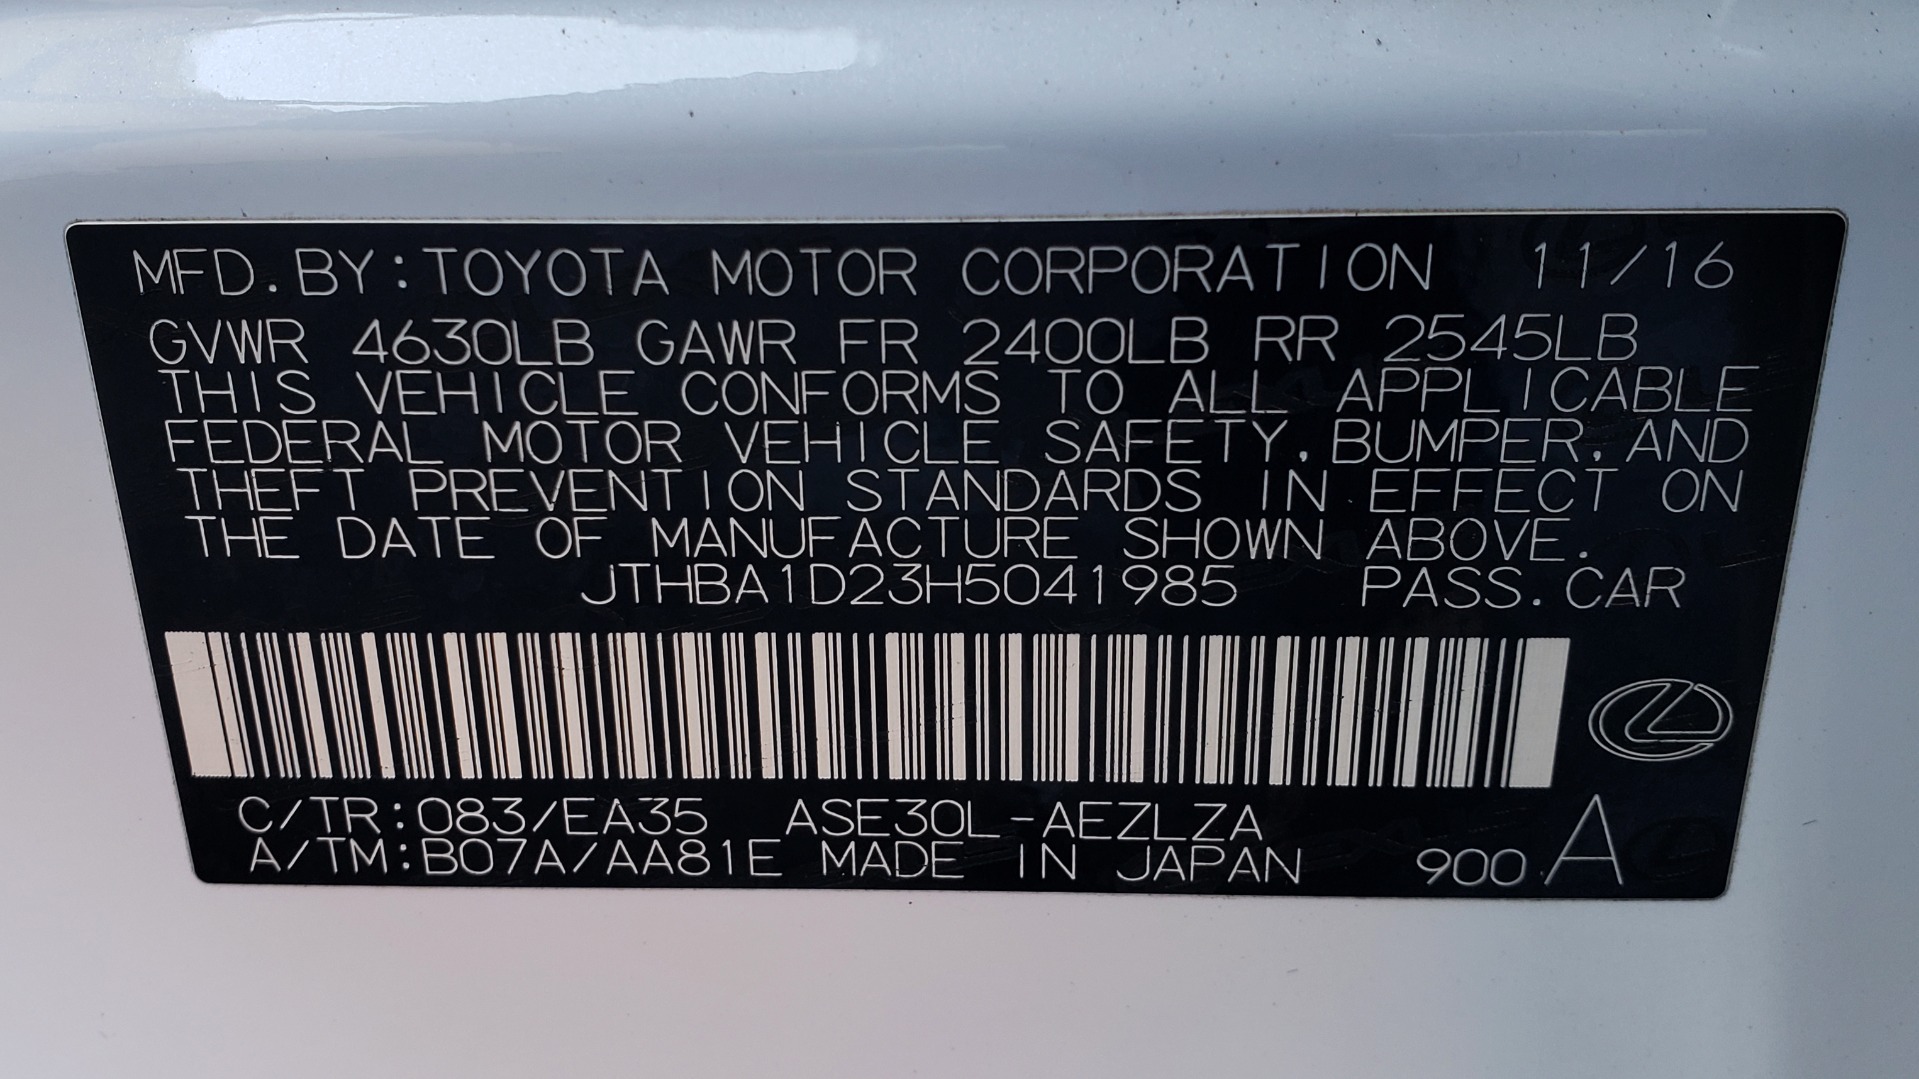 MFD. BY: TOYOTA MOTOR CORPORATION 11/16
GVWR 4630LB GAWR FR 2400LB RR 2545LB
THIS VEHICLE CONFORMS TO ALL APPLICABLE
FEDERAL MOTOR VEHICLE SAFETY, BUMPER, AND
THEFT PREVENTION STANDARDS IN EFFECT ON
THE DATE OF MANUFACTURE SHOWN ABOVE.
JTHBA1D23H5041985 PASS. CAR
C/TR: 083/EA35 ASE30L-AEZLZA
A/TM: B07A/AA81E MADE IN JAPAN 900 A